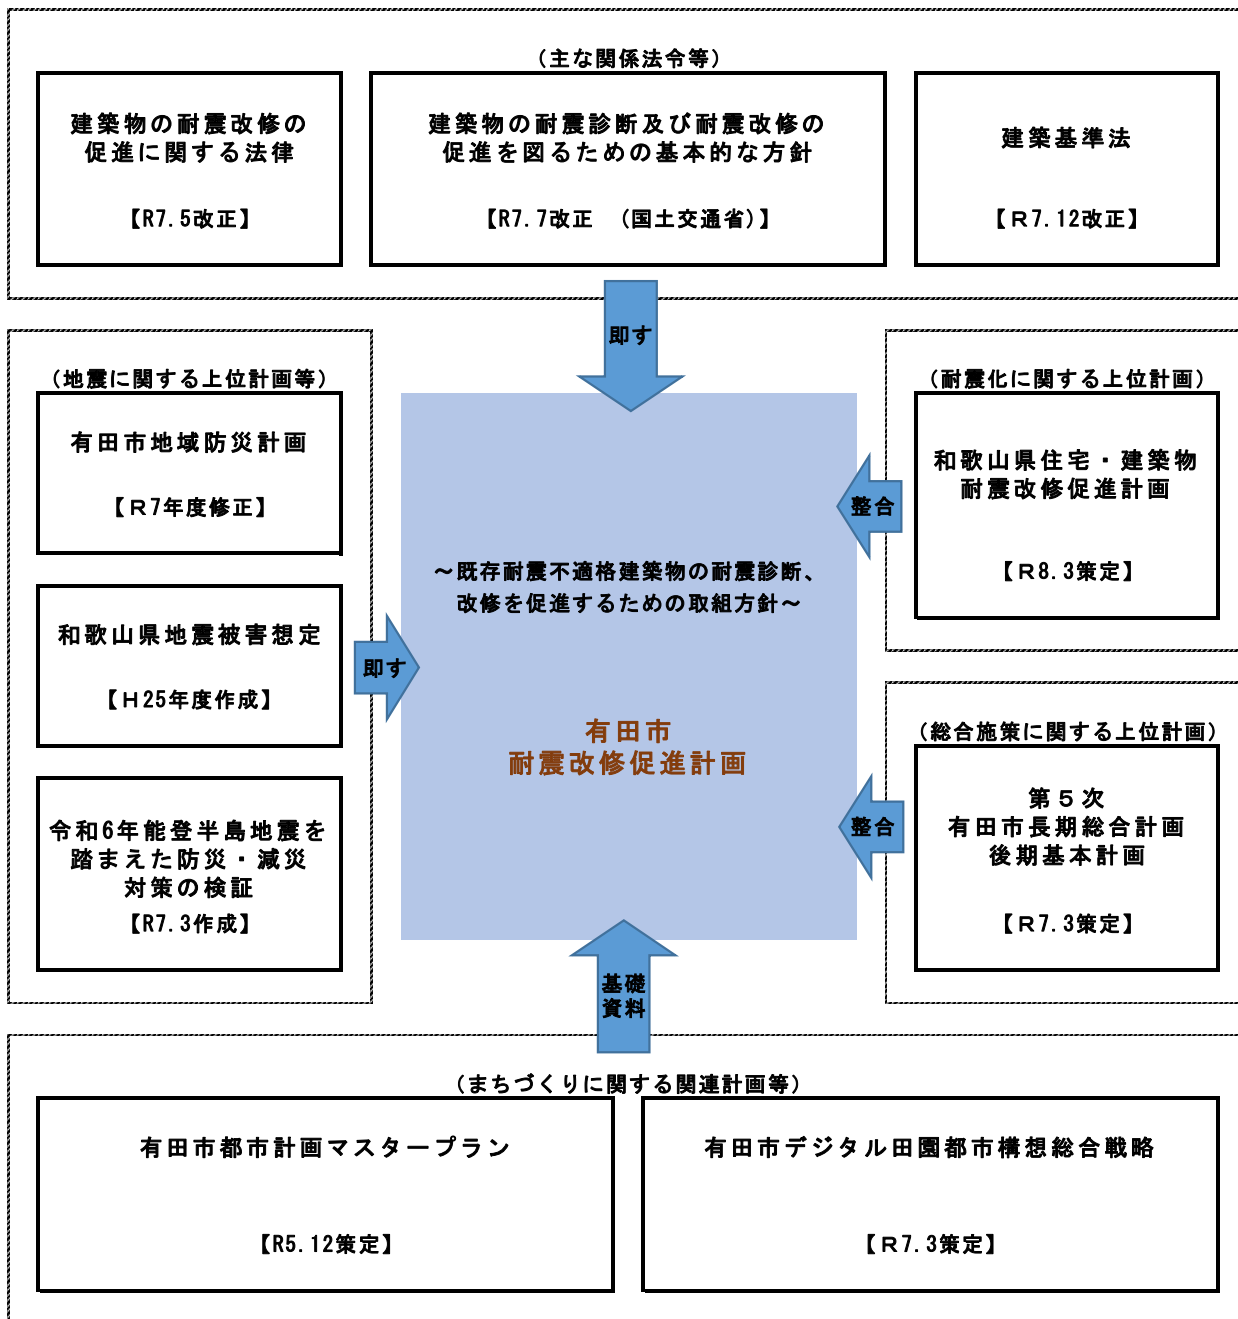 （主な関係法令等）
建築物の耐震改修の
促進に関する法律
【R7.5改正】
建築物の耐震診断及び耐震改修の
促進を図るための基本的な方針
【R7.7改正　（国土交通省）】
建築基準法
【Ｒ7.12改正】
即す
（地震に関する上位計画等）
有田市地域防災計画
【Ｒ7年度修正】
和歌山県地震被害想定
【Ｈ25年度作成】
令和6年能登半島地震を
踏まえた防災・減災
対策の検証
【R7.3作成】
即す
～既存耐震不適格建築物の耐震診断、
改修を促進するための取組方針～
有田市
耐震改修促進計画
（耐震化に関する上位計画）
和歌山県住宅・建築物
耐震改修促進計画
【Ｒ8.3策定】
整合
（総合施策に関する上位計画）
第５次
有田市長期総合計画
後期基本計画
【Ｒ7.3策定】
整合
基礎
資料
（まちづくりに関する関連計画等）
有田市都市計画マスタープラン
【R5.12策定】
有田市デジタル田園都市構想総合戦略
【Ｒ7.3策定】